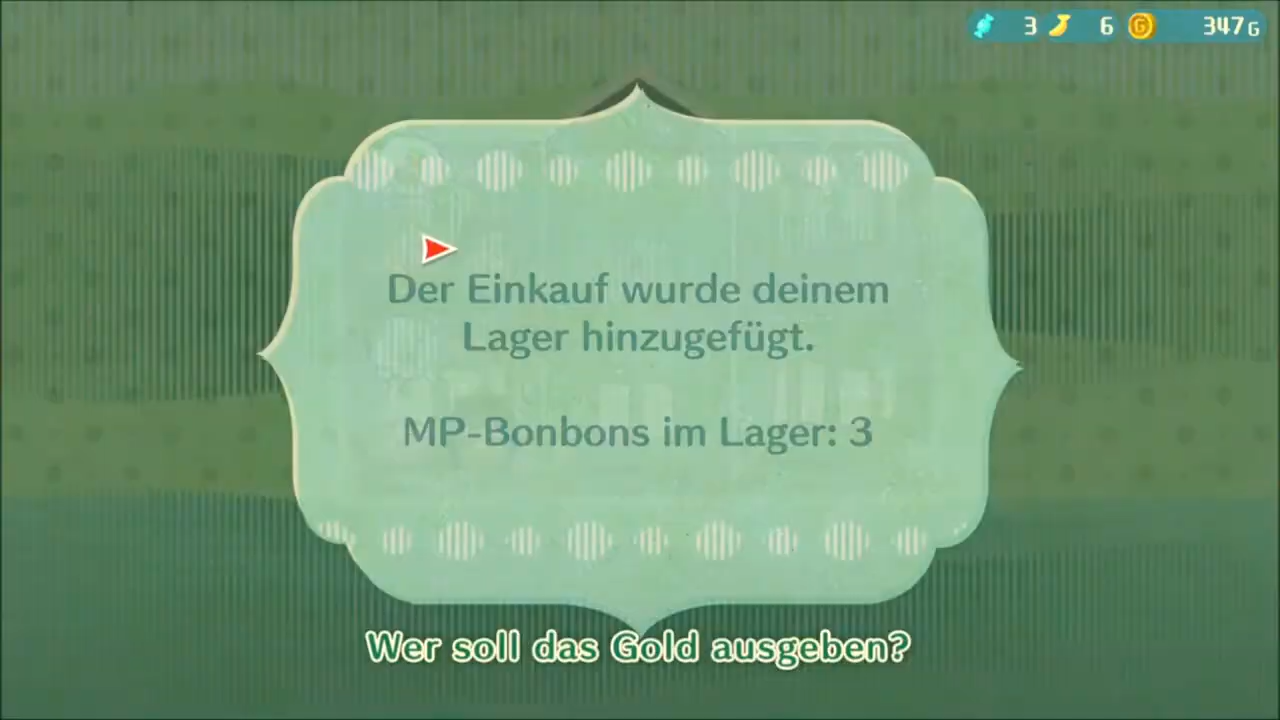 3 6 G 347G
Der Einkauf wurde deinem
Lager hinzugefügt.
MP-Bonbons im Lager: 3
Wer soll das Gold ausgeben?